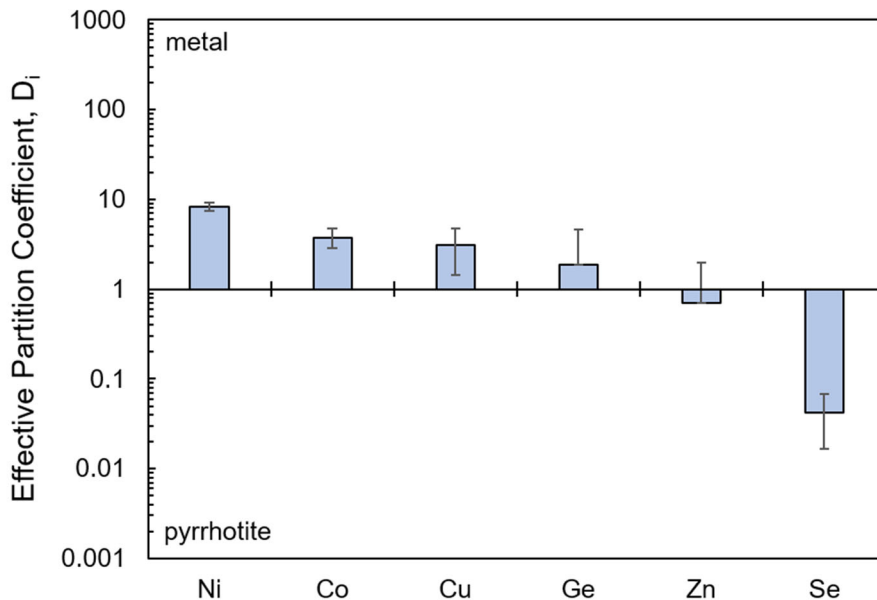 Effective Partition Coefficient, Di
1000
100
10
1
0.1
0.01
0.001
metal
pyrrhotite
Ni Co Cu Ge Zn Se